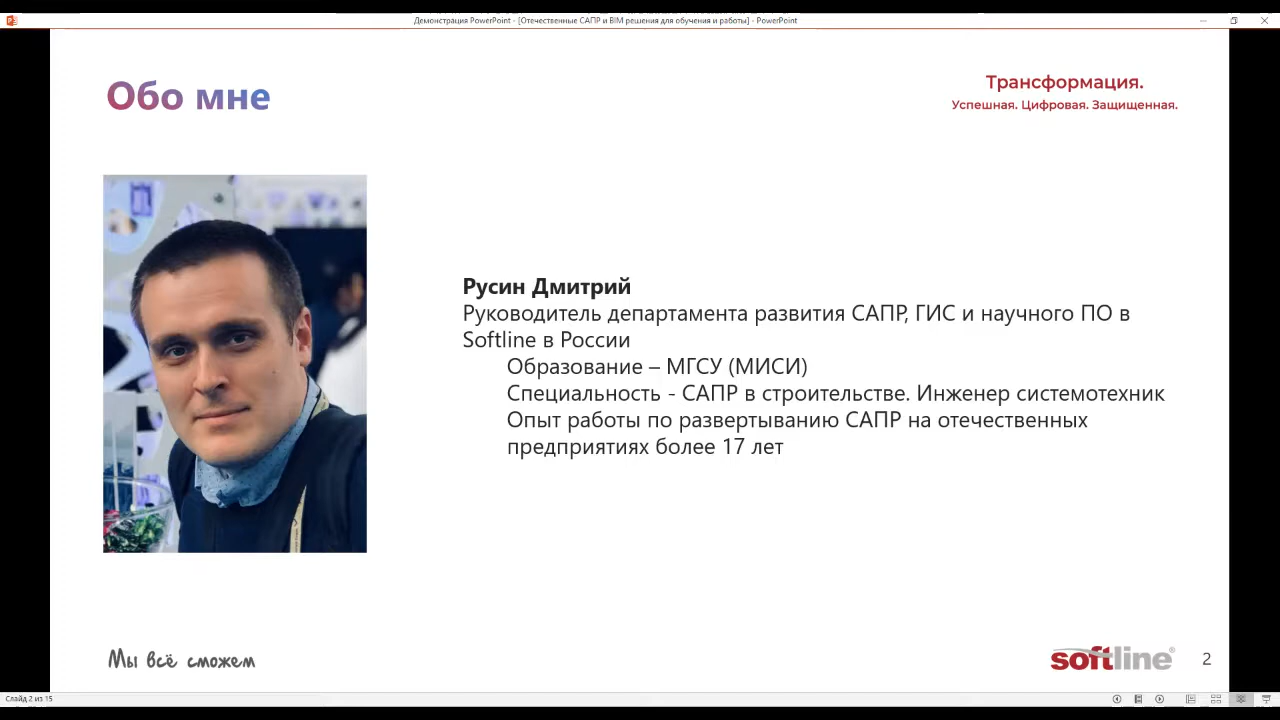 Демонстрация PowerPoint - [Отечественные САПР и BIM решения для обучения и работы] - PowerPoint
Обо мне
Трансформация.
Успешная. Цифровая. Защищенная.
Русин Дмитрий
Руководитель департамента развития САПР, ГИС и научного ПО в
Softline в России
Образование – МГСУ (МИСИ)
Специальность - САПР в строительстве. Инженер системотехник
Опыт работы по развертыванию САПР на отечественных
предприятиях более 17 лет
Мы всё сможем
softline®
2
Слайд 2 из 15